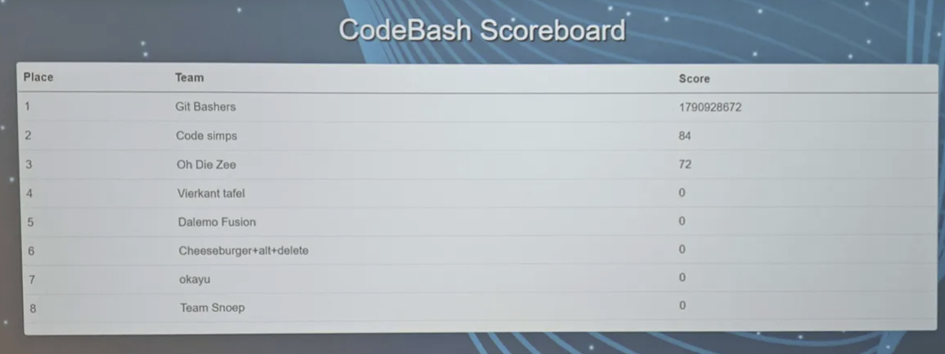 CodeBash Scoreboard
Place Team Score
1 Git Bashers 1790928672
2 Code simps 84
3 Oh Die Zee 72
4 Vierkant tafel 0
5 Dalemo Fusion 0
6 Cheeseburger+alt+delete 0
7 okayu 0
8 Team Snoep 0